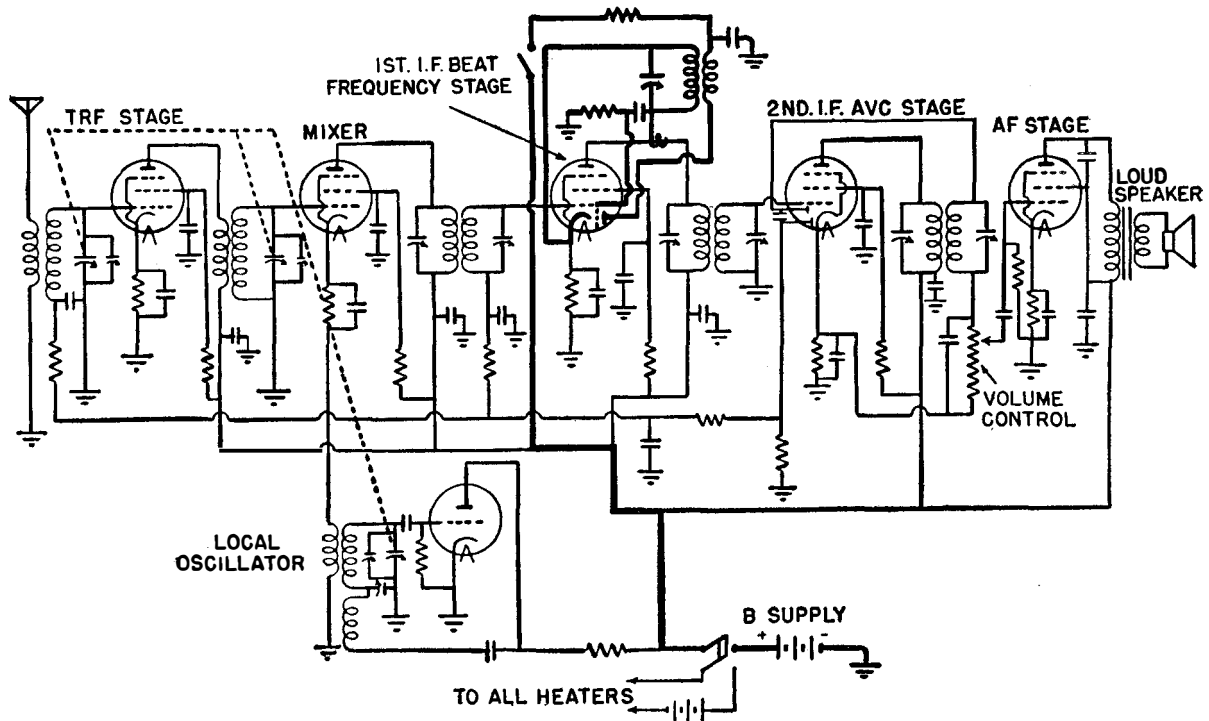 1ST. I.F. BEAT
FREQUENCY STAGE
TRF STAGE
MIXER
2ND. I.F. AVC STAGE
AF STAGE
LOUD
SPEAKER
VOLUME
CONTROL
LOCAL
OSCILLATOR
B SUPPLY
+ -
TO ALL HEATERS